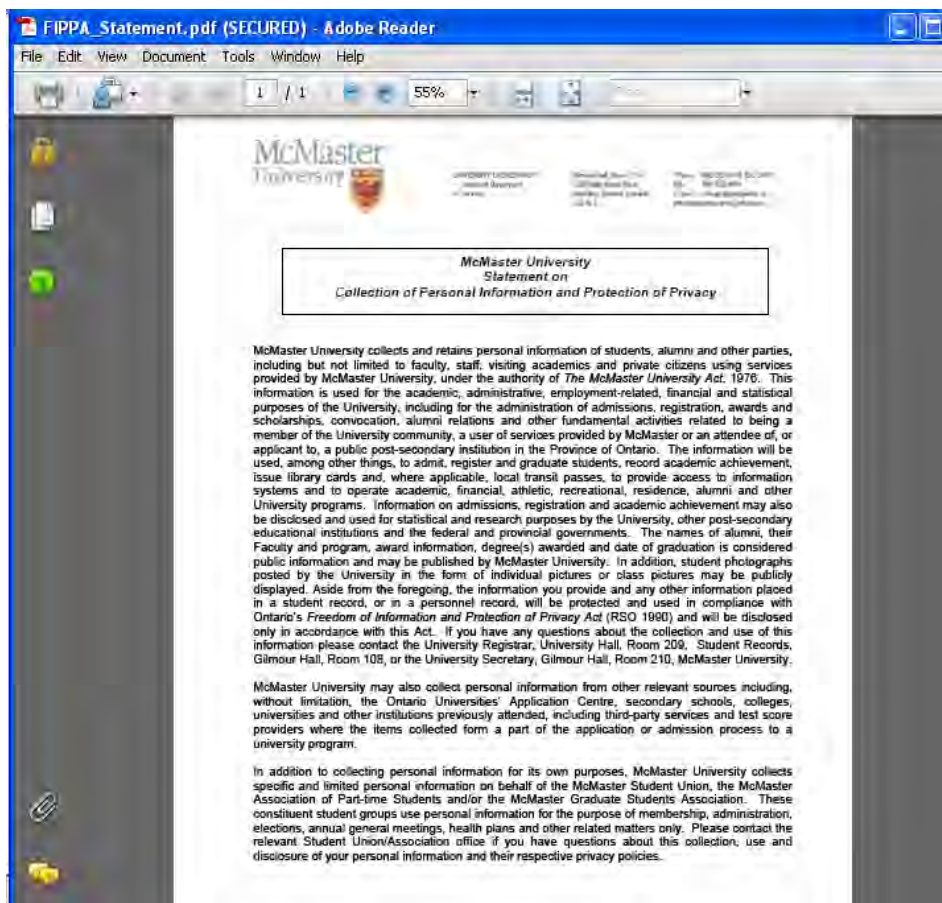 FIPPA_Statement.pdf (SECURED) - Adobe Reader
File Edit View Document Tools Window Help
1 / 1 55%
McMaster
University
McMaster University
Statement on
Collection of Personal Information and Protection of Privacy
McMaster University collects and retains personal information of students, alumni and other parties,
including but not limited to faculty, staff, visiting academics and private citizens using services
provided by McMaster University, under the authority of The McMaster University Act, 1976. This
information is used for the academic, administrative, employment-related, financial and statistical
purposes of the University, including for the administration of admissions, registration, awards and
scholarships, convocation, alumni relations and other fundamental activities related to being a
member of the University community, a user of services provided by McMaster or an attendee of, or
applicant to, a public post-secondary institution in the Province of Ontario. The information will be
used, among other things, to admit, register and graduate students, record academic achievement,
issue library cards and, where applicable, local transit passes, to provide access to information
systems and to operate academic, financial, athletic, recreational, residence, alumni and other
University programs. Information on admissions, registration and academic achievement may also
be disclosed and used for statistical and research purposes by the University, other post-secondary
educational institutions and the federal and provincial governments. The names of alumni, their
Faculty and program, award information, degree(s) awarded and date of graduation is considered
public information and may be published by McMaster University. In addition, student photographs
posted by the University in the form of individual pictures or class pictures may be publicly
displayed. Aside from the foregoing, the information you provide and any other information placed
in a student record, or in a personnel record, will be protected and used in compliance with
Ontario's Freedom of Information and Protection of Privacy Act (RSO 1990) and will be disclosed
only in accordance with this Act. If you have any questions about the collection and use of this
information please contact the University Registrar, University Hall, Room 209, Student Records,
Gilmour Hall, Room 108, or the University Secretary, Gilmour Hall, Room 210, McMaster University.
McMaster University may also collect personal information from other relevant sources including,
without limitation, the Ontario Universities' Application Centre, secondary schools, colleges,
universities and other institutions previously attended, including third-party services and test score
providers where the items collected form a part of the application or admission process to a
university program.
In addition to collecting personal information for its own purposes, McMaster University collects
specific and limited personal information on behalf of the McMaster Student Union, the McMaster
Association of Part-time Students and/or the McMaster Graduate Students Association. These
constituent student groups use personal information for the purpose of membership, administration,
elections, annual general meetings, health plans and other related matters only. Please contact the
relevant Student Union/Association office if you have questions about this collection, use and
disclosure of your personal information and their respective privacy policies.